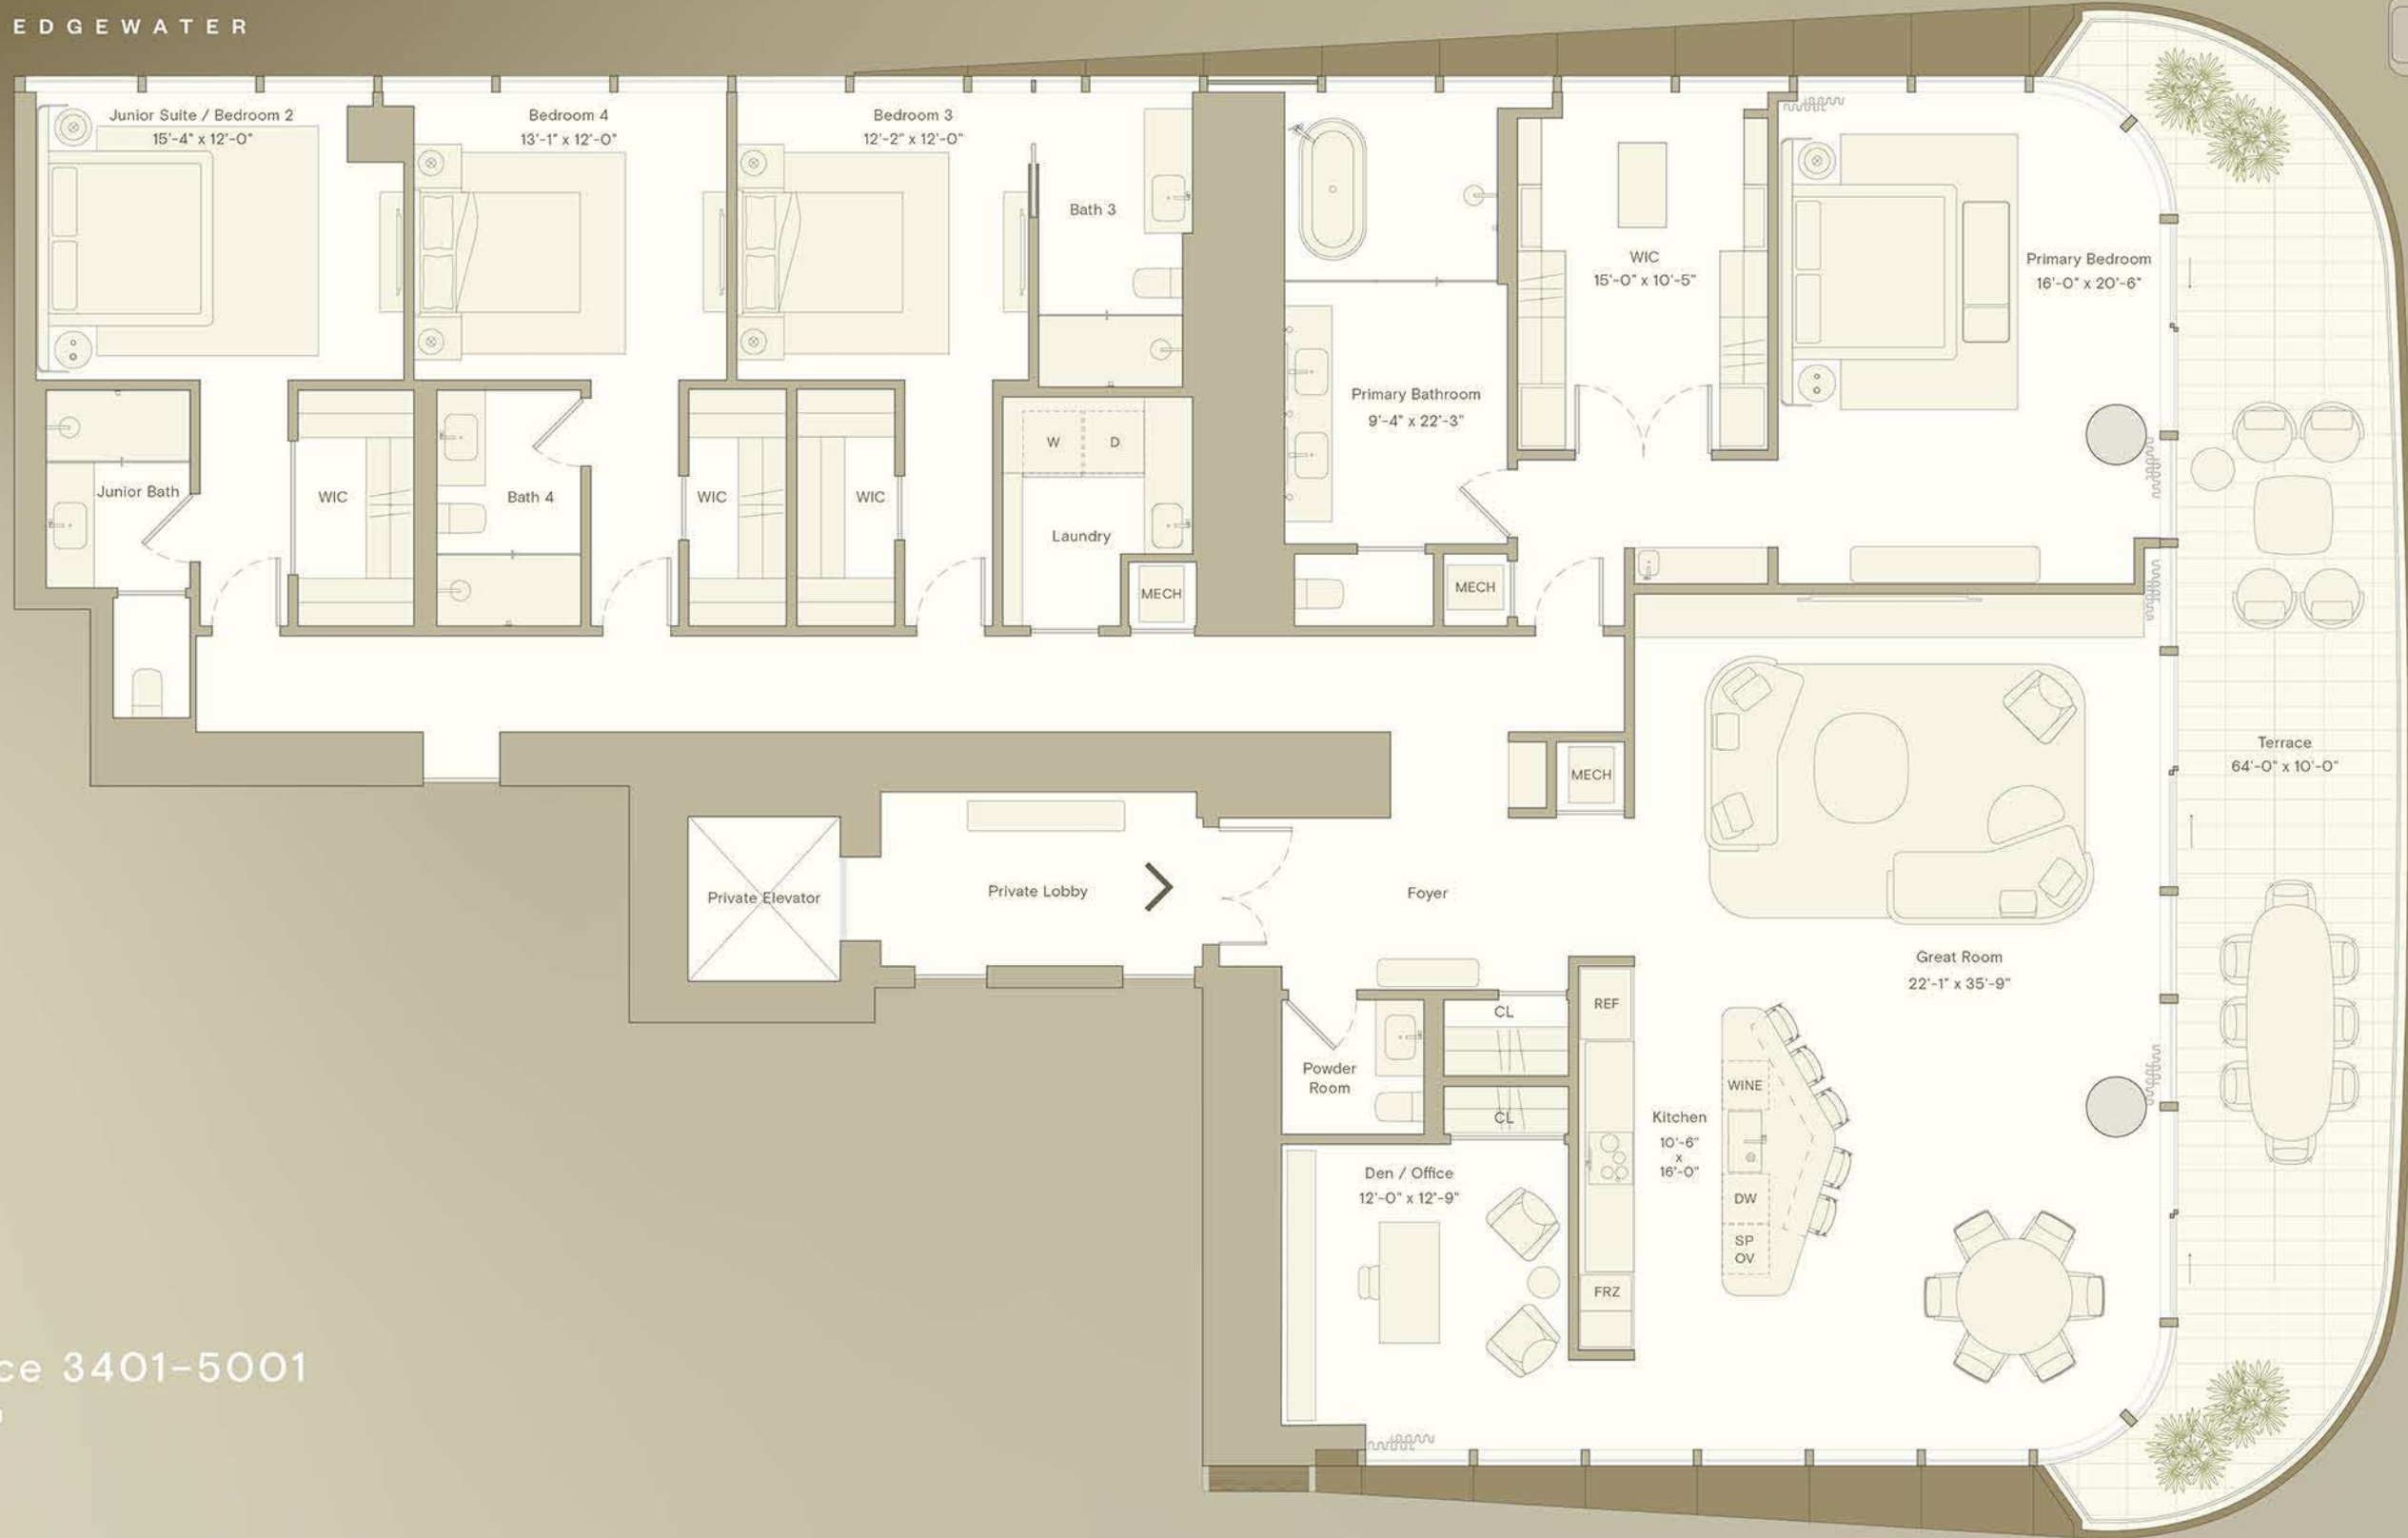 EDGEWATER
Junior Suite / Bedroom 2
15'-4" x 12'-0"
Bedroom 4
13'-1" x 12'-0"
Bedroom 3
12'-2" x 12'-0"
Bath 3
WIC
15'-0" x 10'-5"
Primary Bedroom
16'-0" x 20'-6"
Primary Bathroom
9'-4" x 22'-3"
Junior Bath
WIC
Bath 4
WIC
WIC
W
D
Laundry
MECH
MECH
MECH
Terrace
64'-0" x 10'-0"
Private Elevator
Private Lobby
Foyer
Great Room
22'-1" x 35'-9"
REF
CL
Powder
Room
CL
WINE
Kitchen
10'-6"
x
16'-0"
Den / Office
12'-0" x 12'-9"
DW
SP
OV
FRZ
3401-5001